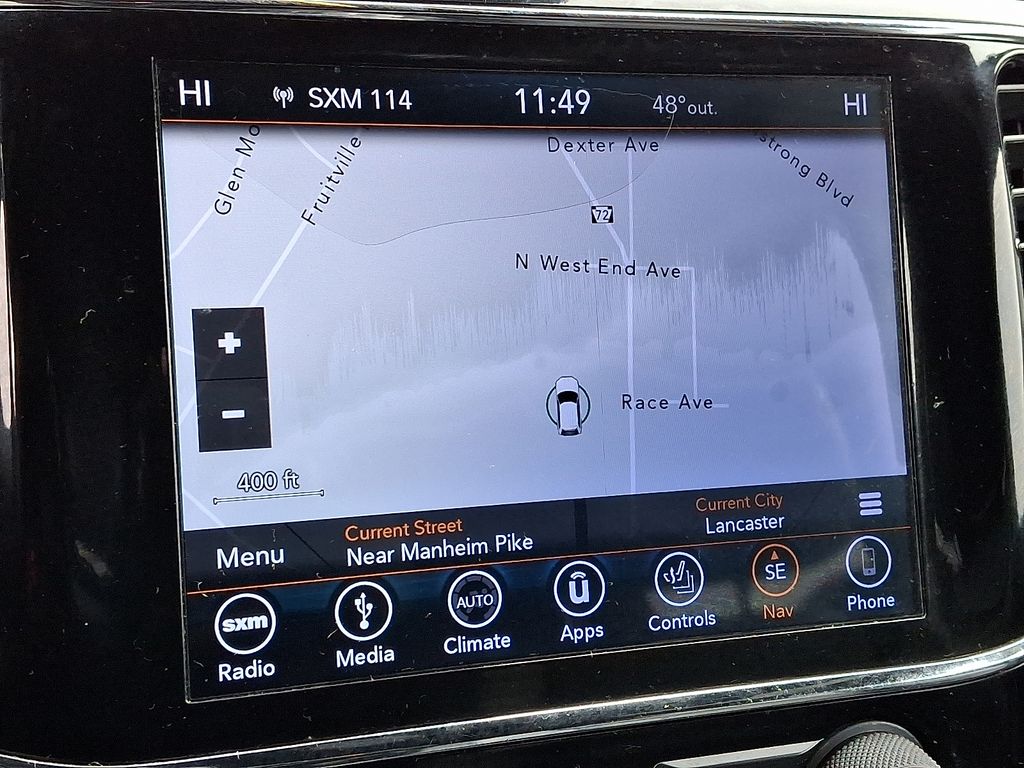 HI SXM 114 11:49 48° out. HI
Glen Mo
Fruitville
Dexter Ave
strong Blvd
72
N West End Ave
+
Race Ave
-
400 ft
Menu
Current Street
Near Manheim Pike
Current City
Lancaster
sxm
AUTO
SE
Radio
Media
Climate
Apps
Controls
Nav
Phone